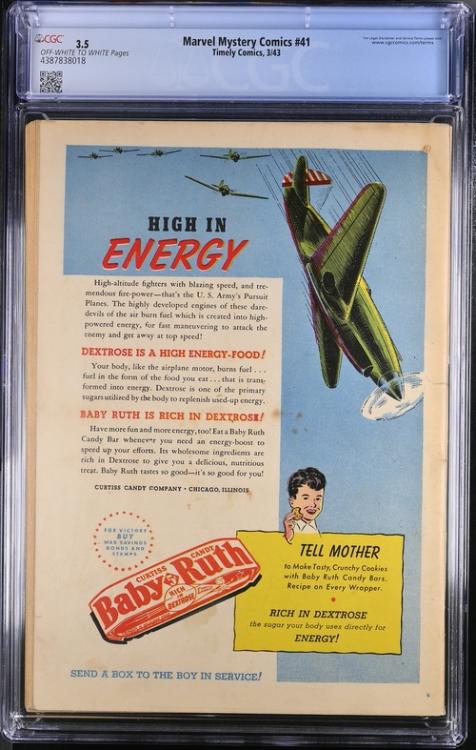 CGC 3.5
OFF-WHITE TO WHITE Pages
4387838018
Marvel Mystery Comics #41
Timely Comics, 3/43
www.cgccomics.com/terms
CGC
HIGH IN
ENERGY
High-altitude fighters with blazing speed, and tre-
mendous fire-power—that's the U. S. Army's Pursuit
Planes. The highly developed engines of these dare-
devils of the air burn fuel which is created into high-
powered energy, for fast maneuvering to attack the
enemy and get away at top speed!
DEXTROSE IS A HIGH ENERGY-FOOD!
Your body, like the airplane motor, burns fuel . . .
fuel in the form of the food you eat . . . that is trans-
formed into energy. Dextrose is one of the primary
sugars utilized by the body to replenish used-up energy.
BABY RUTH IS RICH IN DEXTROSE!
Have more fun and more energy, too! Eat a Baby Ruth
Candy Bar whenever you need an energy-boost to
speed up your efforts. Its wholesome ingredients are
rich in Dextrose to give you a delicious, nutritious
treat. Baby Ruth tastes so good—it's so good for you!
CURTISS CANDY COMPANY • CHICAGO, ILLINOIS
FOR VICTORY
BUY
WAR SAVINGS
BONDS AND
STAMPS
CURTISS CANDY
Baby Ruth
RICH
IN
DEXTROSE
TELL MOTHER
to Make Tasty, Crunchy Cookies
with Baby Ruth Candy Bars.
Recipe on Every Wrapper.
RICH IN DEXTROSE
the sugar your body uses directly for
ENERGY!
SEND A BOX TO THE BOY IN SERVICE!